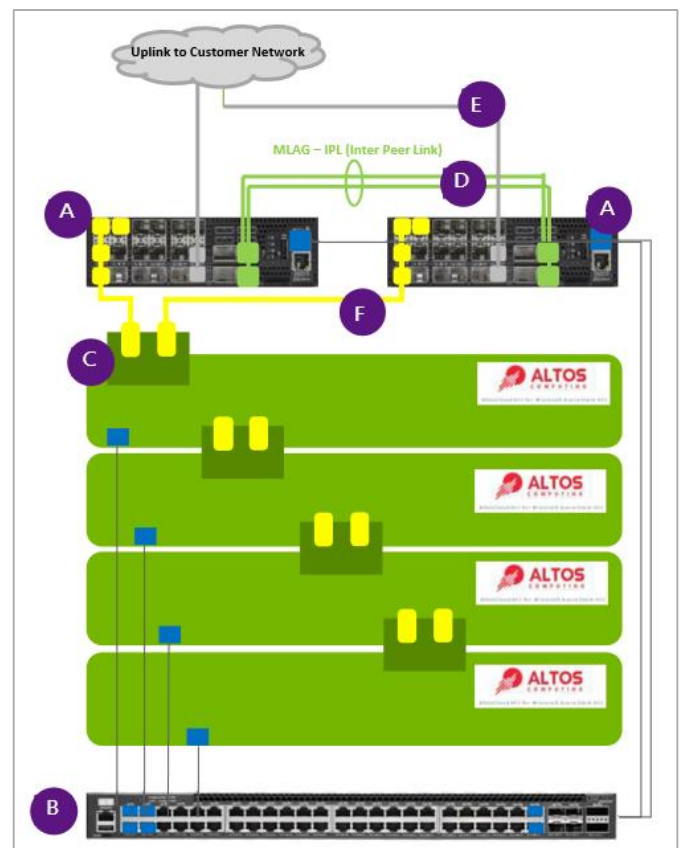 Uplink to Customer Network
E
MLAG – IPL (Inter Peer Link)
D
A
A
F
C
ALTOS
COMPUTING
ALTOS
COMPUTING
ALTOS
COMPUTING
ALTOS
COMPUTING
B